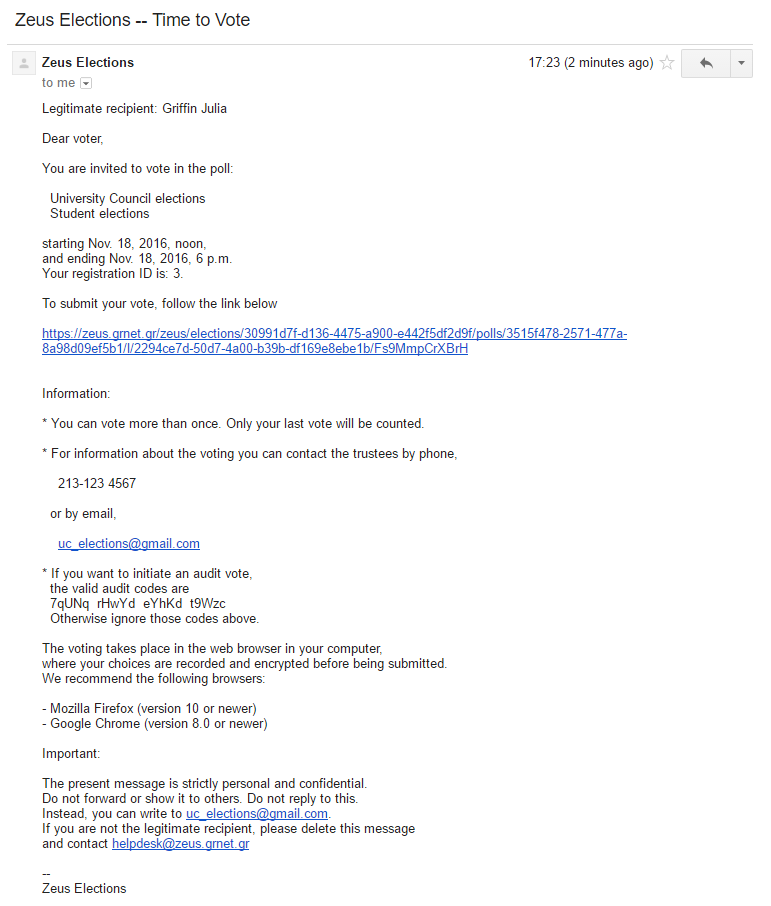 Zeus Elections -- Time to Vote
Zeus Elections
17:23 (2 minutes ago)
to me
Legitimate recipient: Griffin Julia
Dear voter,
You are invited to vote in the poll:
University Council elections
Student elections
starting Nov. 18, 2016, noon,
and ending Nov. 18, 2016, 6 p.m.
Your registration ID is: 3.
To submit your vote, follow the link below
https://zeus.grnet.gr/zeus/elections/30991d7f-d136-4475-a900-e442f5df2d9f/polls/3515f478-2571-477a-
8a98d09ef5b1/l/2294ce7d-50d7-4a00-b39b-df169e8ebe1b/Fs9MmpCrXBrH
Information:
* You can vote more than once. Only your last vote will be counted.
* For information about the voting you can contact the trustees by phone,
213-123 4567
or by email,
uc_elections@gmail.com
* If you want to initiate an audit vote,
the valid audit codes are
7qUNq rHwYd eYhKd t9Wzc
Otherwise ignore those codes above.
The voting takes place in the web browser in your computer,
where your choices are recorded and encrypted before being submitted.
We recommend the following browsers:
- Mozilla Firefox (version 10 or newer)
- Google Chrome (version 8.0 or newer)
Important:
The present message is strictly personal and confidential.
Do not forward or show it to others. Do not reply to this.
Instead, you can write to uc_elections@gmail.com.
If you are not the legitimate recipient, please delete this message
and contact helpdesk@zeus.grnet.gr
--
Zeus Elections